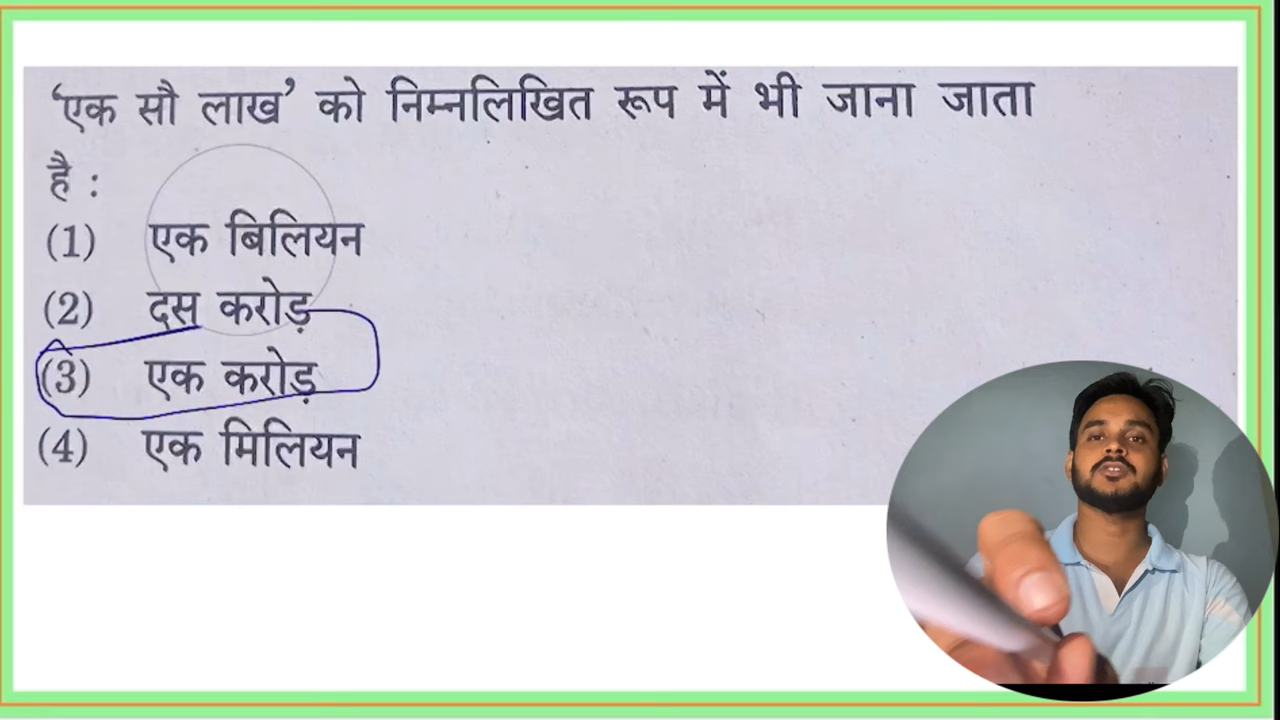 ‘एक सौ लाख’ को निम्नलिखित रूप में भी जाना जाता
है :
(1) एक बिलियन
(2) दस करोड़
(3) एक करोड़
(4) एक मिलियन